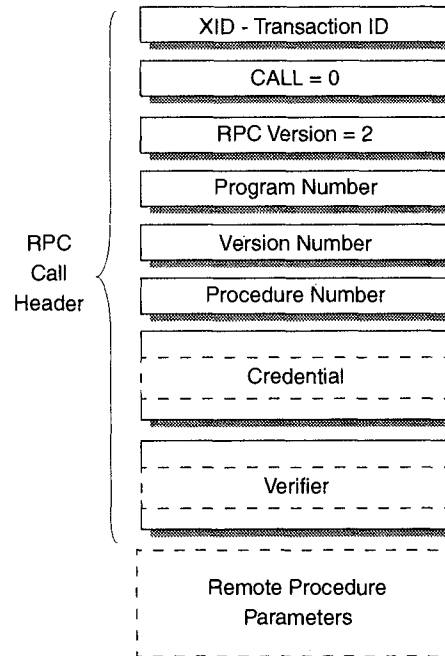 XID - Transaction ID
CALL = 0
RPC Version = 2
Program Number
RPC
Call
Header
Version Number
Procedure Number
Credential
Verifier
Remote Procedure
Parameters